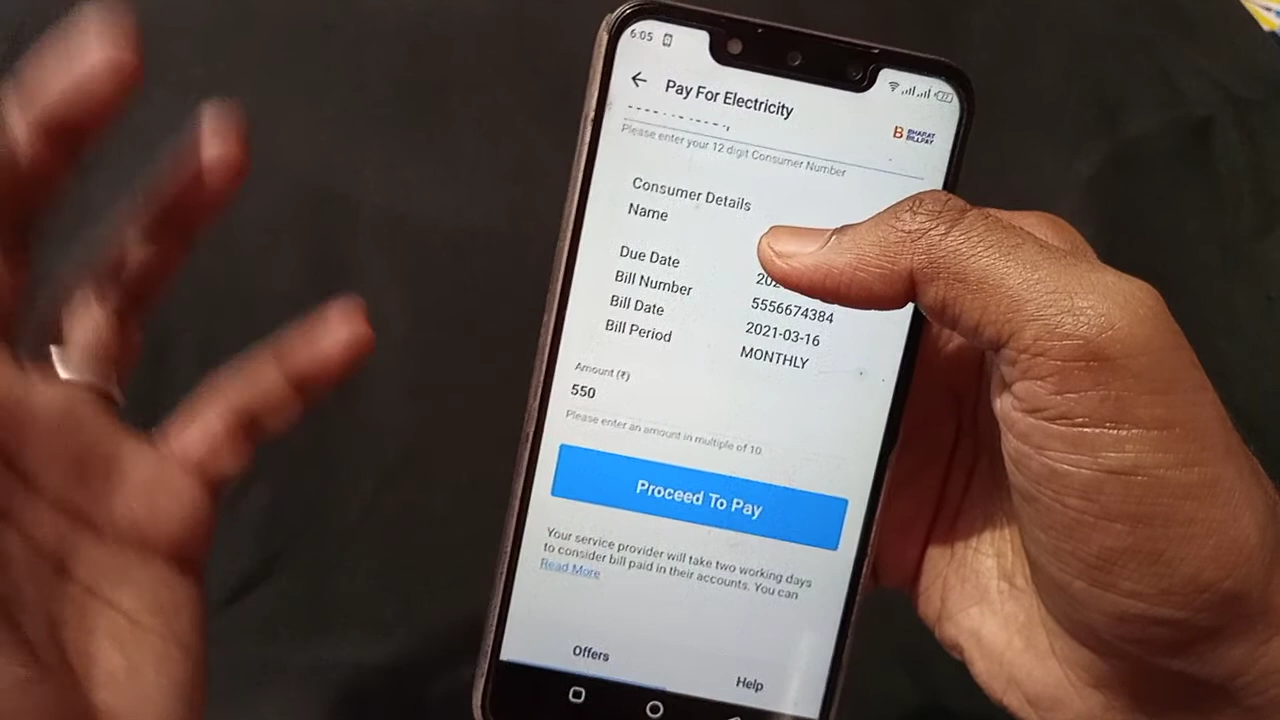 6:05
Pay For Electricity
B BHARAT BILLPAY
Please enter your 12 digit Consumer Number
Consumer Details
Name
Due Date 202
Bill Number 5556674384
Bill Date 2021-03-16
Bill Period MONTHLY
Amount (₹)
550
Please enter an amount in multiple of 10
Proceed To Pay
Your service provider will take two working days
to consider bill paid in their accounts. You can
Read More
Offers
Help